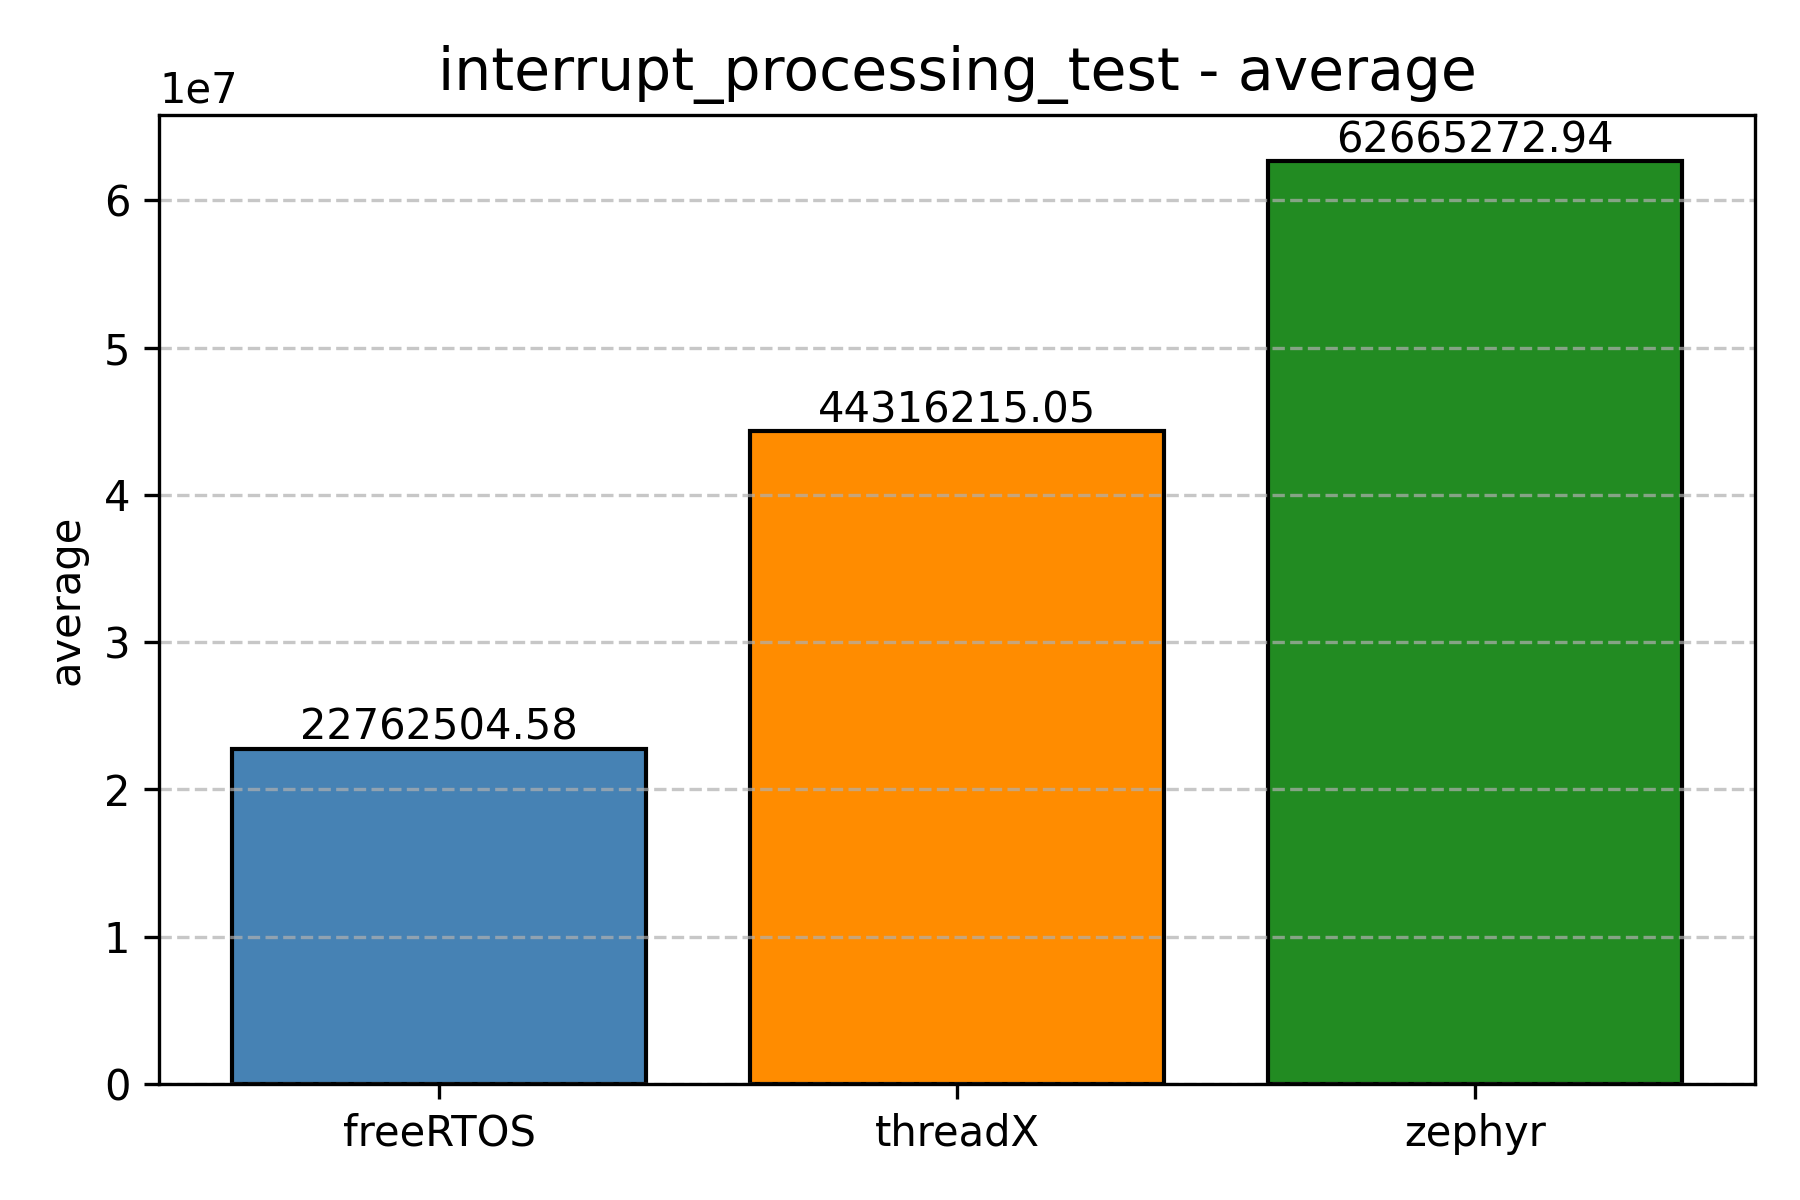 interrupt_processing_test - average
1e7
62665272.94
6
5
44316215.05
4
average
3
22762504.58
2
1
0
freeRTOS
threadX
zephyr